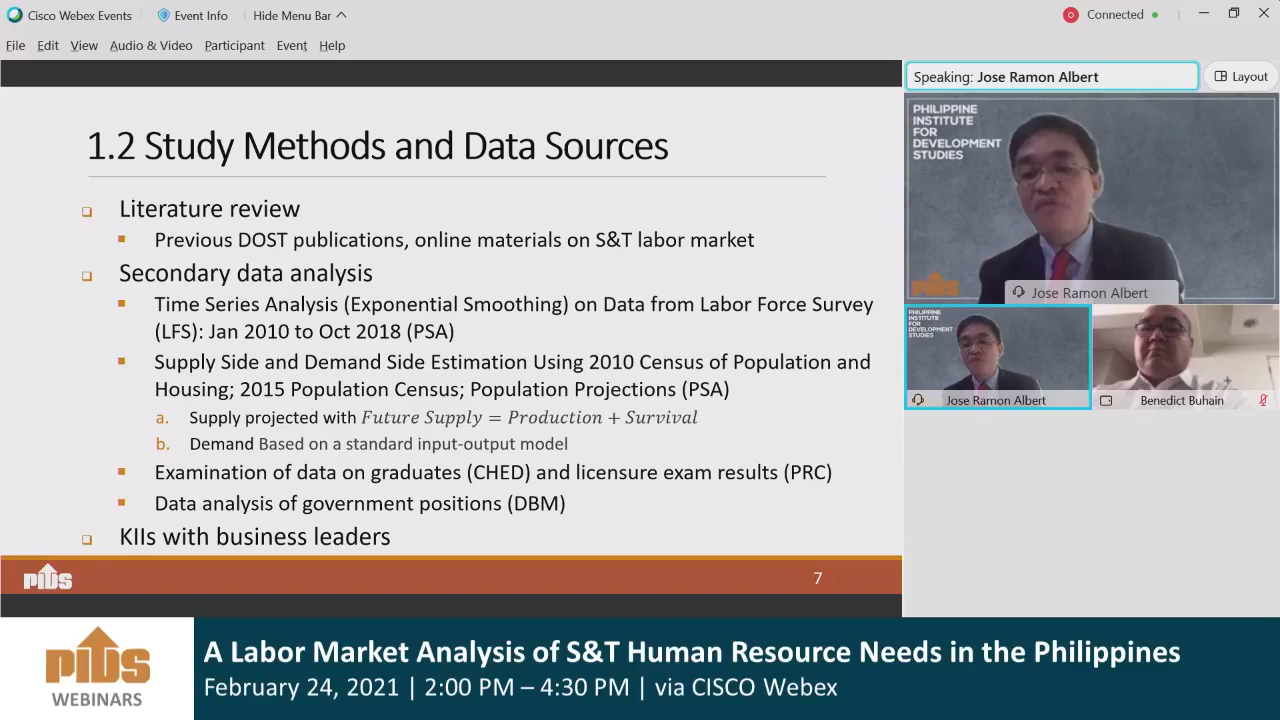 Cisco Webex Events
Event Info
Hide Menu Bar
Connected
File Edit View Audio & Video Participant Event Help
Speaking: Jose Ramon Albert
Layout
1.2 Study Methods and Data Sources
Literature review
Previous DOST publications, online materials on S&T labor market
Secondary data analysis
Time Series Analysis (Exponential Smoothing) on Data from Labor Force Survey
(LFS): Jan 2010 to Oct 2018 (PSA)
Supply Side and Demand Side Estimation Using 2010 Census of Population and
Housing; 2015 Population Census; Population Projections (PSA)
a. Supply projected with Future Supply = Production + Survival
b. Demand Based on a standard input-output model
Examination of data on graduates (CHED) and licensure exam results (PRC)
Data analysis of government positions (DBM)
KIIs with business leaders
PIDS
7
PHILIPPINE
INSTITUTE
FOR
DEVELOPMENT
STUDIES
PIDS
Jose Ramon Albert
PHILIPPINE
INSTITUTE
FOR
DEVELOPMENT
STUDIES
Jose Ramon Albert
Benedict Buhain
PIDS
WEBINARS
A Labor Market Analysis of S&T Human Resource Needs in the Philippines
February 24, 2021 | 2:00 PM – 4:30 PM | via CISCO Webex